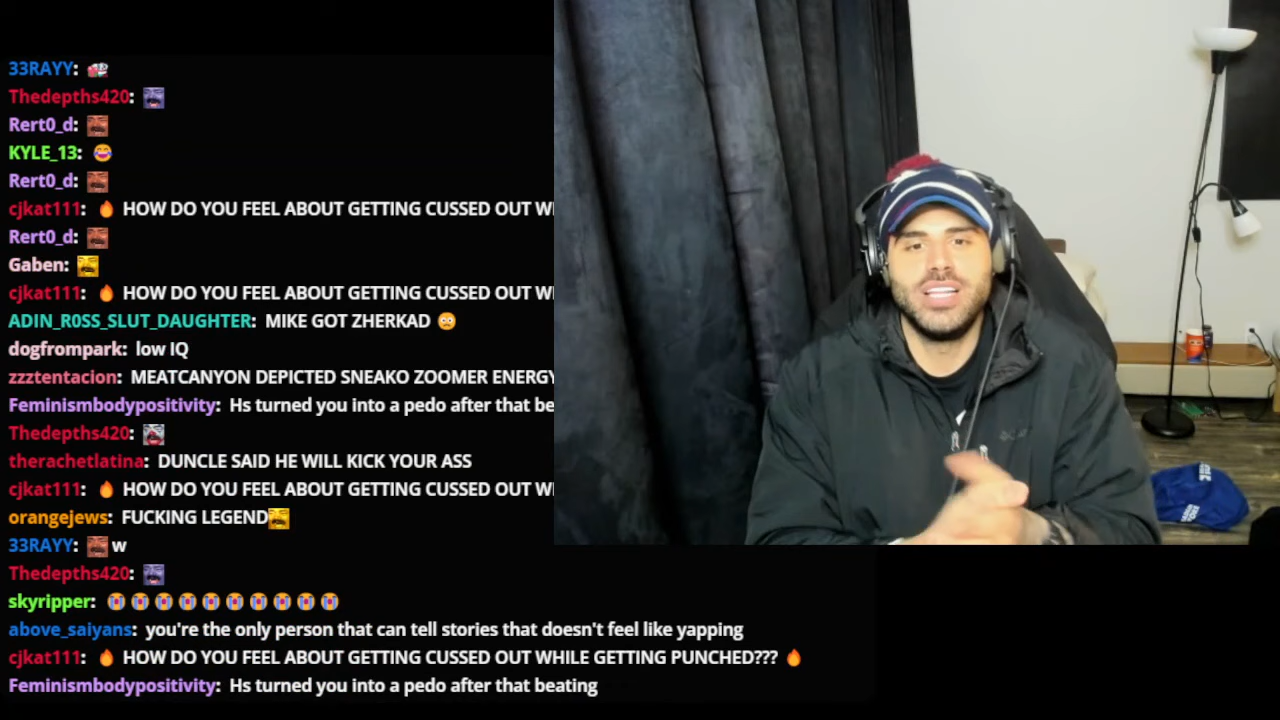 33RAYY:
Thedepths420:
Rert0_d:
KYLE_13:
Rert0_d:
cjkat111: HOW DO YOU FEEL ABOUT GETTING CUSSED OUT WI
Rert0_d:
Gaben:
cjkat111: HOW DO YOU FEEL ABOUT GETTING CUSSED OUT WI
ADIN_R0SS_SLUT_DAUGHTER: MIKE GOT ZHERKAD
dogfrompark: low IQ
zzztentacion: MEATCANYON DEPICTED SNEAKO ZOOMER ENERGY
Feminismbodypositivity: Hs turned you into a pedo after that be
Thedepths420:
therachetlatina: DUNCLE SAID HE WILL KICK YOUR ASS
cjkat111: HOW DO YOU FEEL ABOUT GETTING CUSSED OUT WI
orangejews: FUCKING LEGEND
33RAYY: w
Thedepths420:
skyripper:
above_saiyans: you're the only person that can tell stories that doesn't feel like yapping
cjkat111: HOW DO YOU FEEL ABOUT GETTING CUSSED OUT WHILE GETTING PUNCHED???
Feminismbodypositivity: Hs turned you into a pedo after that beating